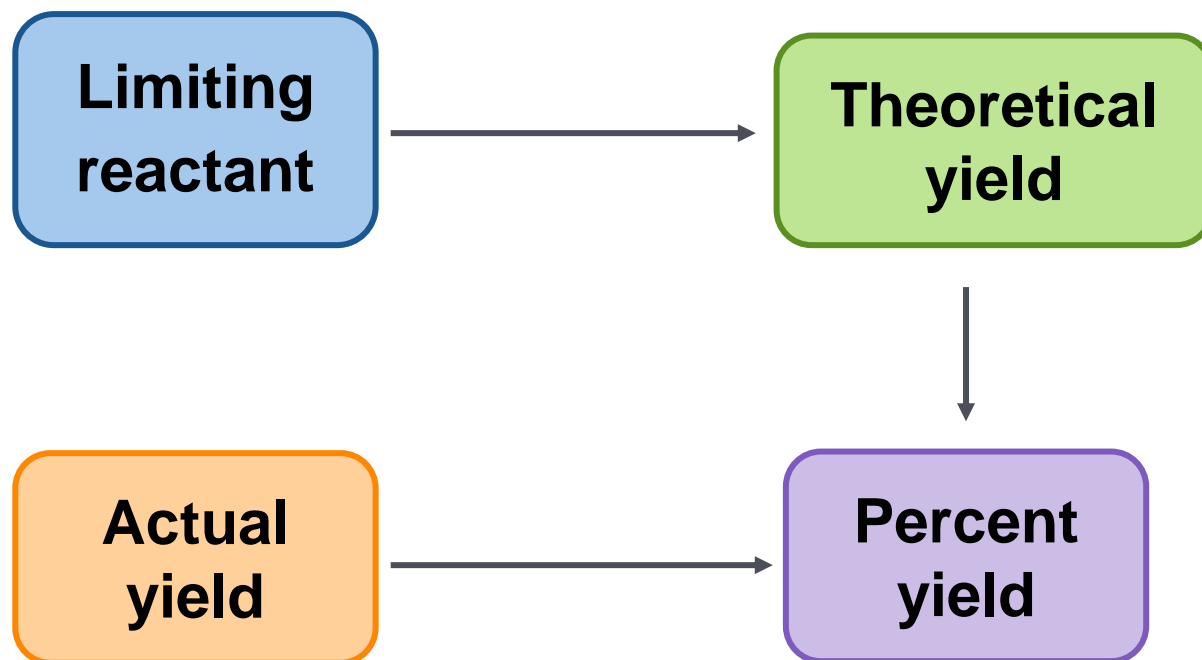 Limiting
reactant
Theoretical
yield
Actual
yield
Percent
yield